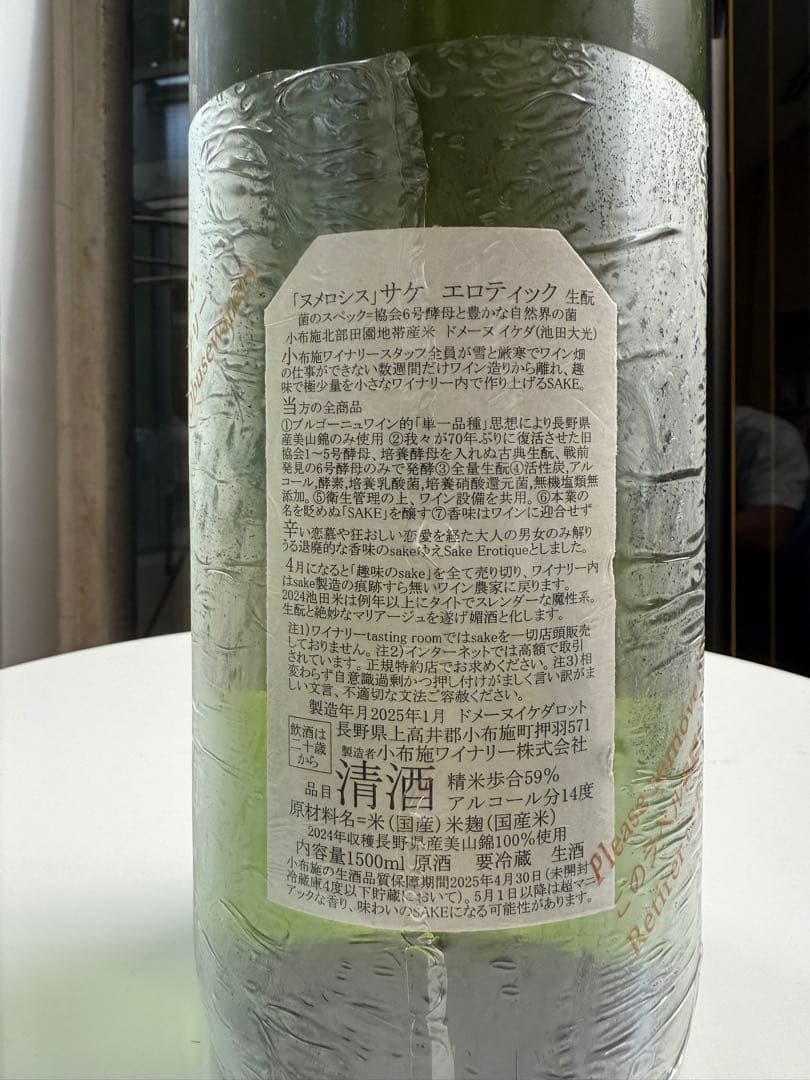 「ヌメロシス」サケ エロティック 生酛
菌のスペック=協会6号酵母と豊かな自然界の菌
小布施北部田園地帯産米 ドメーヌ イケダ(池田大光)
小布施ワイナリースタッフ全員が雪と厳寒でワイン畑
の仕事ができない数週間だけワイン造りから離れ、趣
味で極少量を小さなワイナリー内で作り上げるSAKE。
当方の全商品
①ブルゴーニュワイン的「単一品種」思想により長野県
産美山錦のみ使用 ②我々が70年ぶりに復活させた旧
協会1~5号酵母、培養酵母を入れぬ古典生酛、戦前
発見の6号酵母のみで発酵③全量生酛④活性炭,アル
コール,酵素,培養乳酸菌,培養硝酸還元菌,無機塩類無
添加。⑤衛生管理の上、ワイン設備を共用。⑥本業の
名を貶めぬ「SAKE」を醸す⑦香味はワインに迎合せず
辛い恋慕や狂おしい恋愛を経た大人の男女のみ解り
うる退廃的な香味のsakeゆえSake Erotiqueとしました。
4月になると「趣味のsake」を全て売り切り、ワイナリー内
はsake製造の痕跡すら無いワイン農家に戻ります。
2024池田米は例年以上にタイトでスレンダーな魔性系。
生酛と絶妙なマリアージュを遂げ媚酒と化します。
注1)ワイナリーtasting roomではsakeを一切店頭販売
しておりません。注2)インターネットでは高額で取引
されています。正規特約店でお求めください。注3)相
変わらず自意識過剰かつ押し付けがましく言い訳がま
しい文言、不適切な文法ご容赦ください。
製造年月2025年1月 ドメーヌイケダロット
飲酒は
二十歳
から
長野県上高井郡小布施町押羽571
製造者小布施ワイナリー株式会社
品目 清酒 精米歩合59%
アルコール分14度
原材料名=米(国産)米麹(国産米)
2024年収穫長野県産美山錦100%使用
内容量1500ml 原酒 要冷蔵 生酒
小布施の生酒品質保障期間2025年4月30日(未開封
冷蔵庫4度以下貯蔵において)。5月1日以降は超マニ
アックな香り、味わいのSAKEになる可能性があります。
Please remove
このラベルを